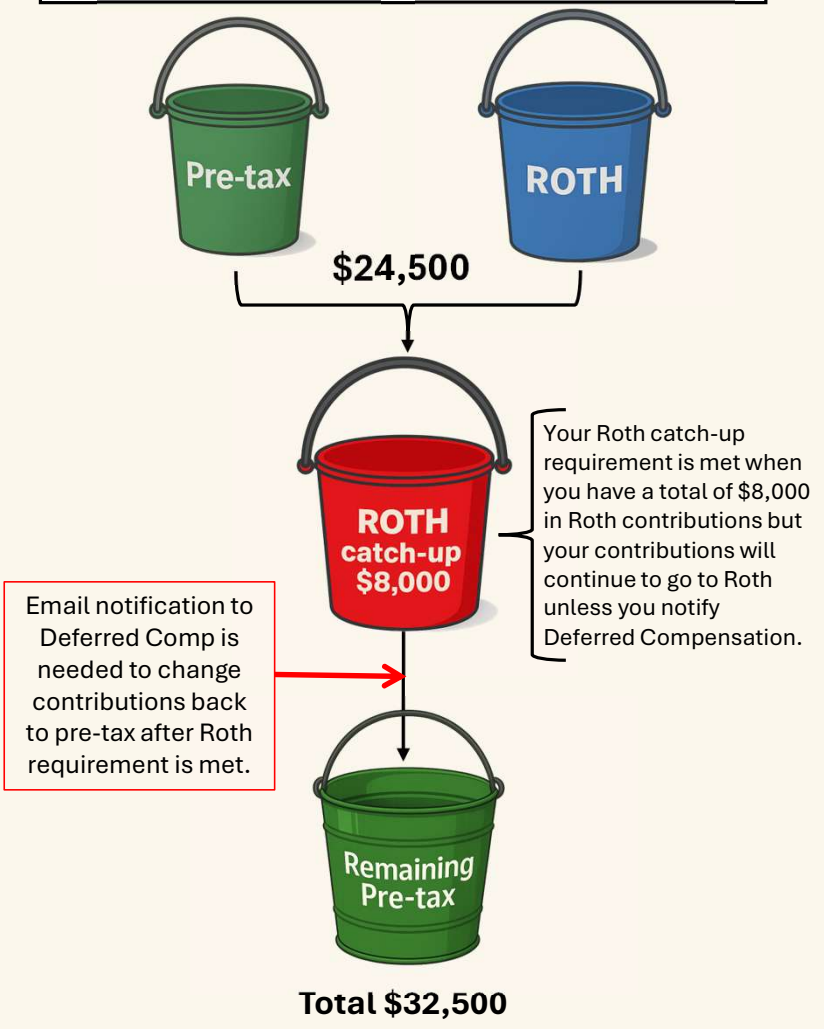 Pre-tax
ROTH
$24,500
ROTH
catch-up
$8,000
Your Roth catch-up
requirement is met when
you have a total of $8,000
in Roth contributions but
your contributions will
continue to go to Roth
unless you notify
Deferred Compensation.
Email notification to
Deferred Comp is
needed to change
contributions back
to pre-tax after Roth
requirement is met.
Remaining
Pre-tax
Total $32,500